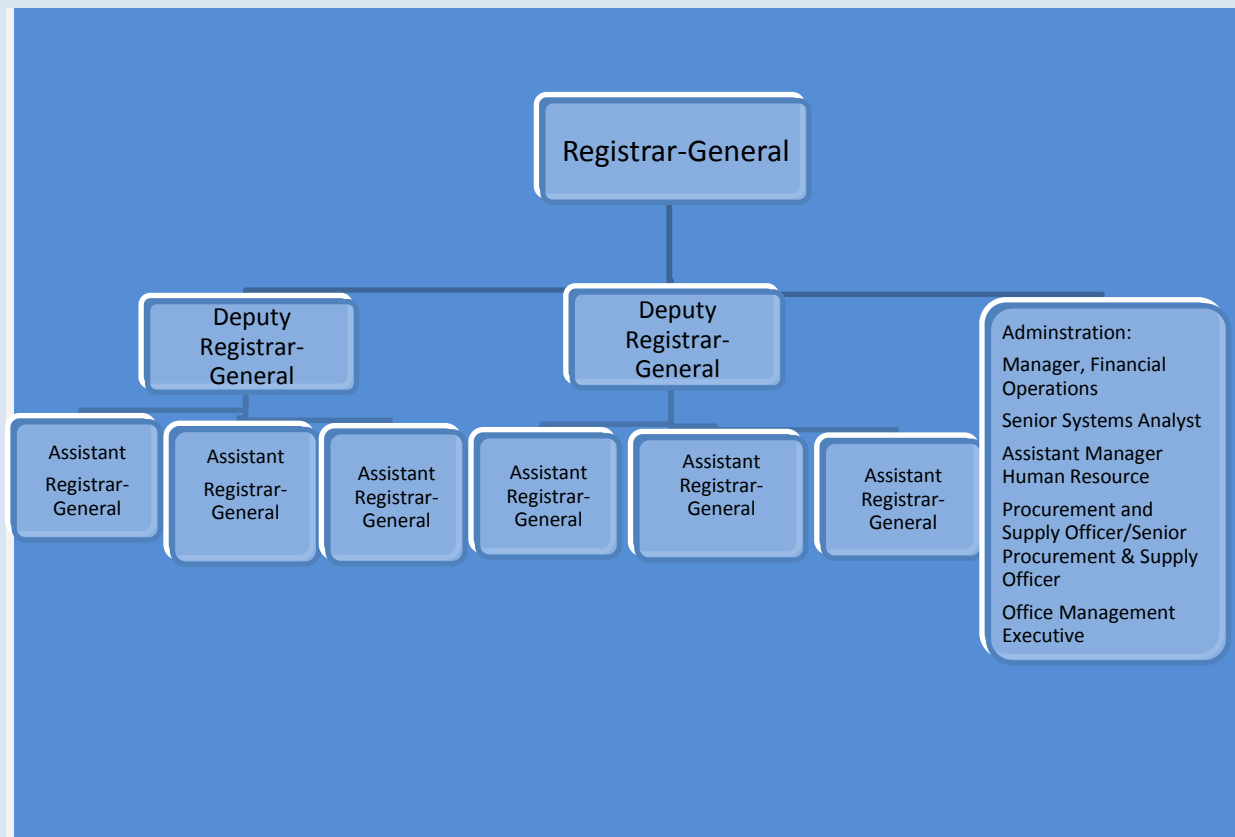 Registrar-General
Deputy
Registrar-
General
Deputy
Registrar-
General
Assistant
Registrar-
General
Assistant
Registrar-
General
Assistant
Registrar-
General
Assistant
Registrar-
General
Assistant
Registrar-
General
Assistant
Registrar-
General
Adminstration:
Manager, Financial
Operations
Senior Systems Analyst
Assistant Manager
Human Resource
Procurement and
Supply Officer/Senior
Procurement & Supply
Officer
Office Management
Executive